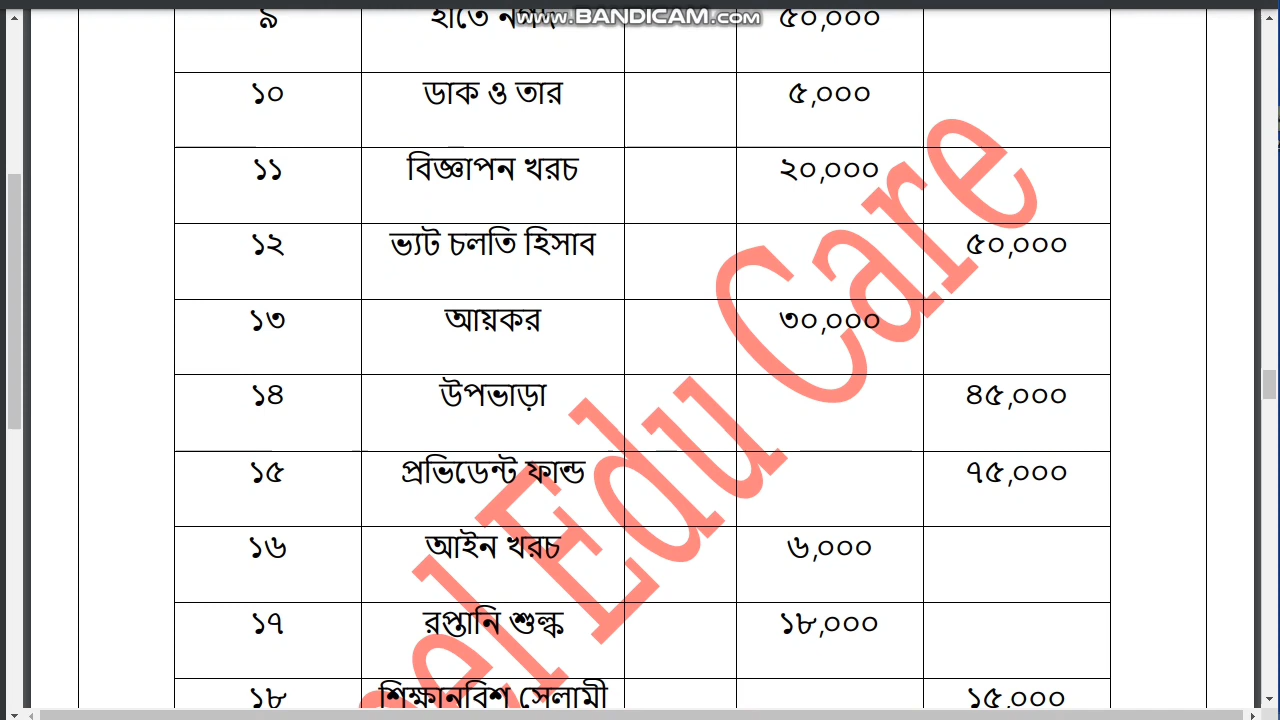 www.BANDICAM.com
৯ হাতে নগদ ৫০,০০০
১০ ডাক ও তার ৫,০০০
১১ বিজ্ঞাপন খরচ ২০,০০০
১২ ভ্যট চলতি হিসাব ৫০,০০০
১৩ আয়কর ৩০,০০০
১৪ উপভাড়া ৪৫,০০০
১৫ প্রভিডেন্ট ফান্ড ৭৫,০০০
১৬ আইন খরচ ৬,০০০
১৭ রপ্তানি শুল্ক ১৮,০০০
১৮ শিক্ষানবিশ সেলামী ১৫,০০০
Edu Care